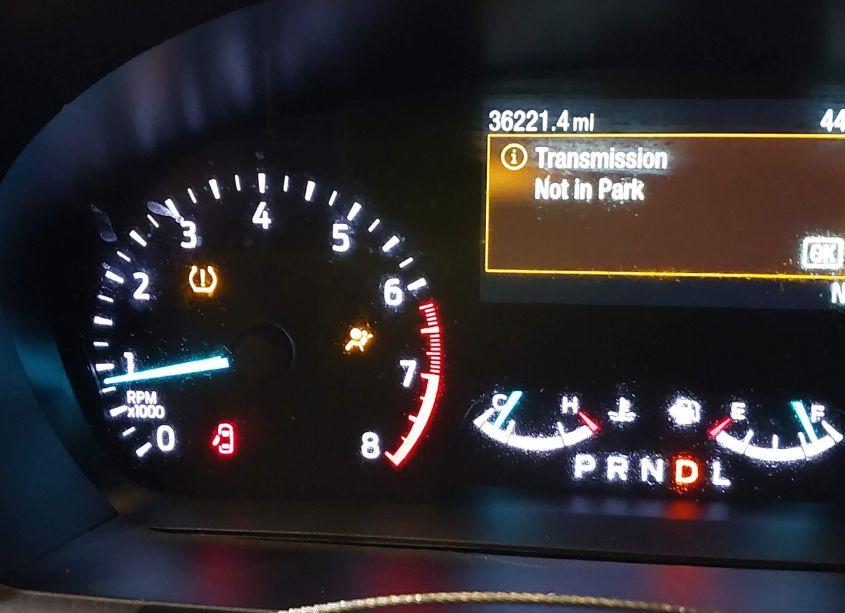 36221.4 mi
44
Transmission
Not in Park
OK
N
0
1
2
3
4
5
6
7
8
RPM
x1000
C H
E F
P R N D L